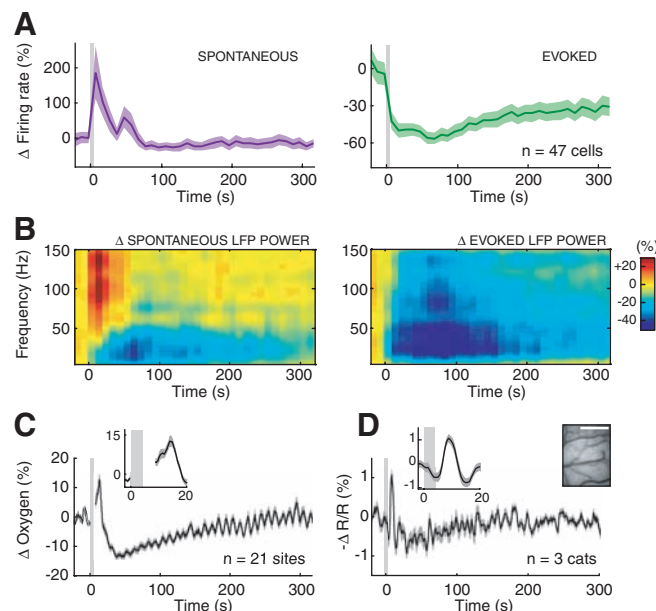 A
SPONTANEOUS
EVOKED
Δ Firing rate (%)
200
100
0
0
-30
-60
n = 47 cells
0 100 200 300
0 100 200 300
Time (s)
Time (s)
B
Δ SPONTANEOUS LFP POWER
Δ EVOKED LFP POWER
(%)
Frequency (Hz)
150
100
50
150
100
50
+20
0
-20
-40
0 100 200 300
0 100 200 300
Time (s)
Time (s)
C
D
15
0
0 20
1
0
-1
0 20
Δ Oxygen (%)
20
10
0
-10
-20
n = 21 sites
-Δ R/R (%)
1
0
-1
n = 3 cats
0 100 200 300
0 100 200 300
Time (s)
Time (s)